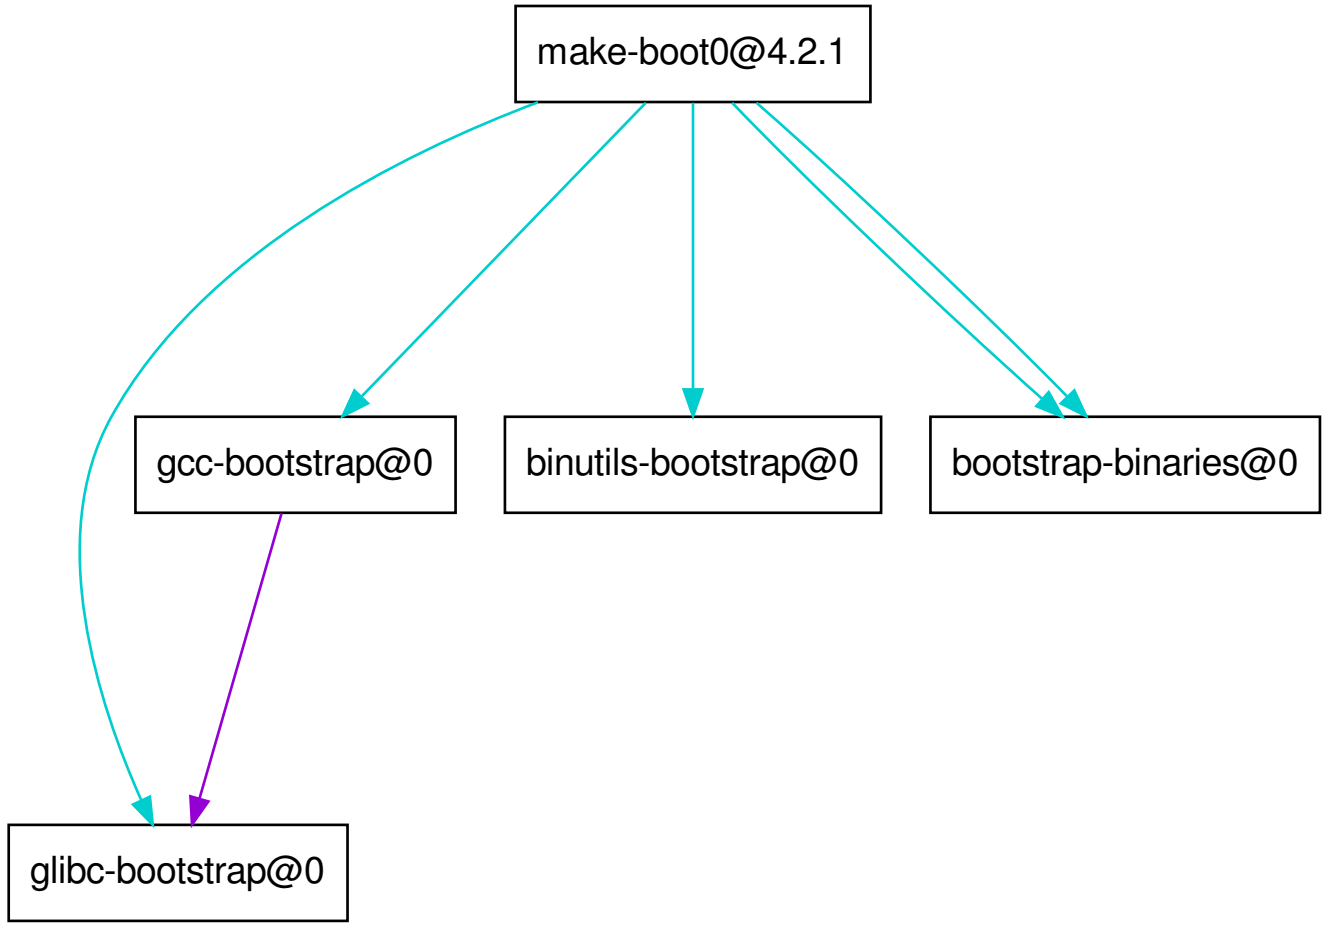 make-boot0@4.2.1
gcc-bootstrap@0
binutils-bootstrap@0
bootstrap-binaries@0
glibc-bootstrap@0